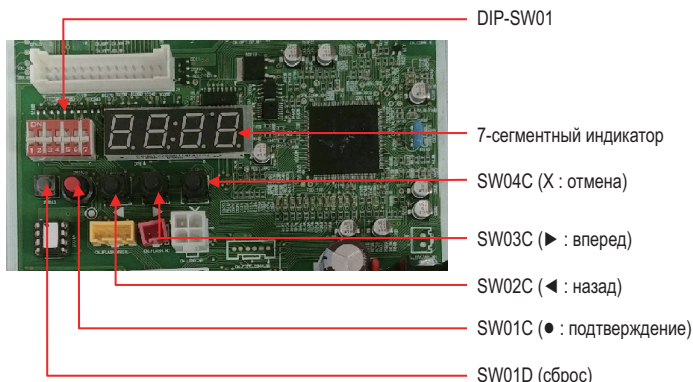 DIP-SW01
7-сегментный индикатор
SW04C (X : отмена)
SW03C (▶ : вперед)
SW02C (◀ : назад)
SW01C (● : подтверждение)
SW01D (сброс)